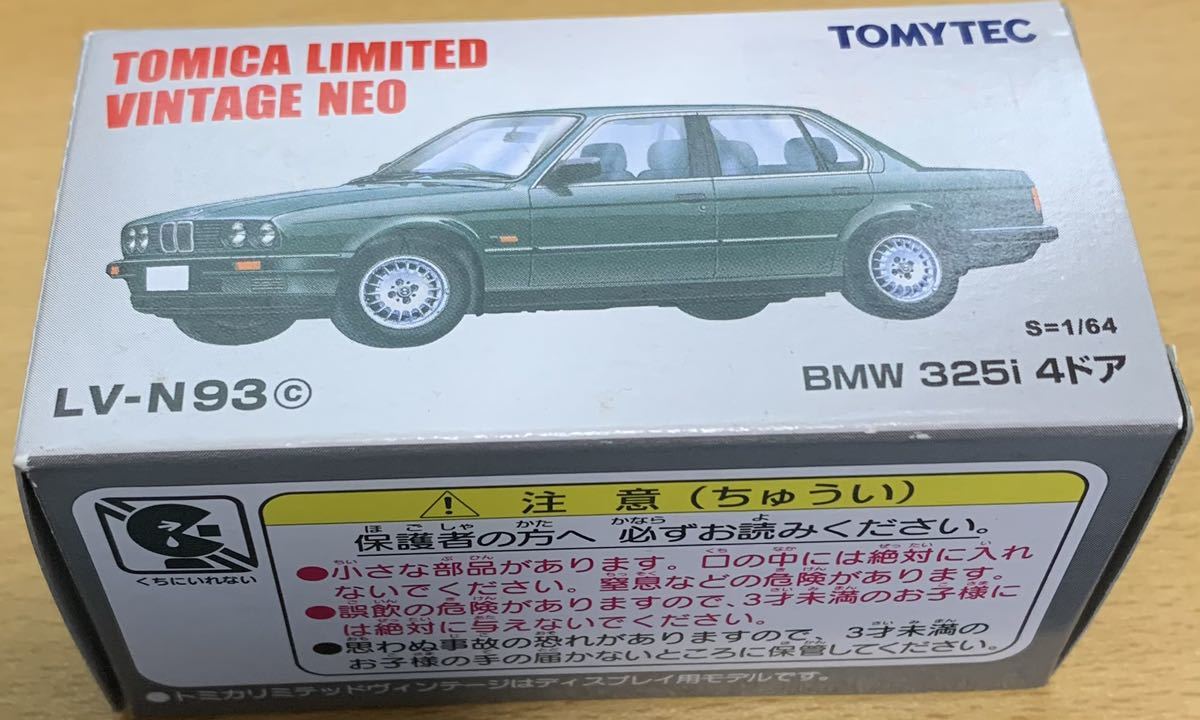 TOMICA LIMITED
VINTAGE NEO
TOMYTEC
S=1/64
LV-N93ⓒ
BMW 325i 4ドア
くちにいれない
注意(ちゅうい)
保護者の方へ 必ずお読みください。
●小さな部品があります。口の中には絶対に入れ
ないでください。窒息などの危険があります。
●誤飲の危険がありますので、3才未満のお子様に
は絶対に与えないでください。
●思わぬ事故の恐れがありますので、3才未満の
お子様の手の届かないところに保管してください。
●トミカリミテッドヴィンテージはディスプレイ用モデルです。